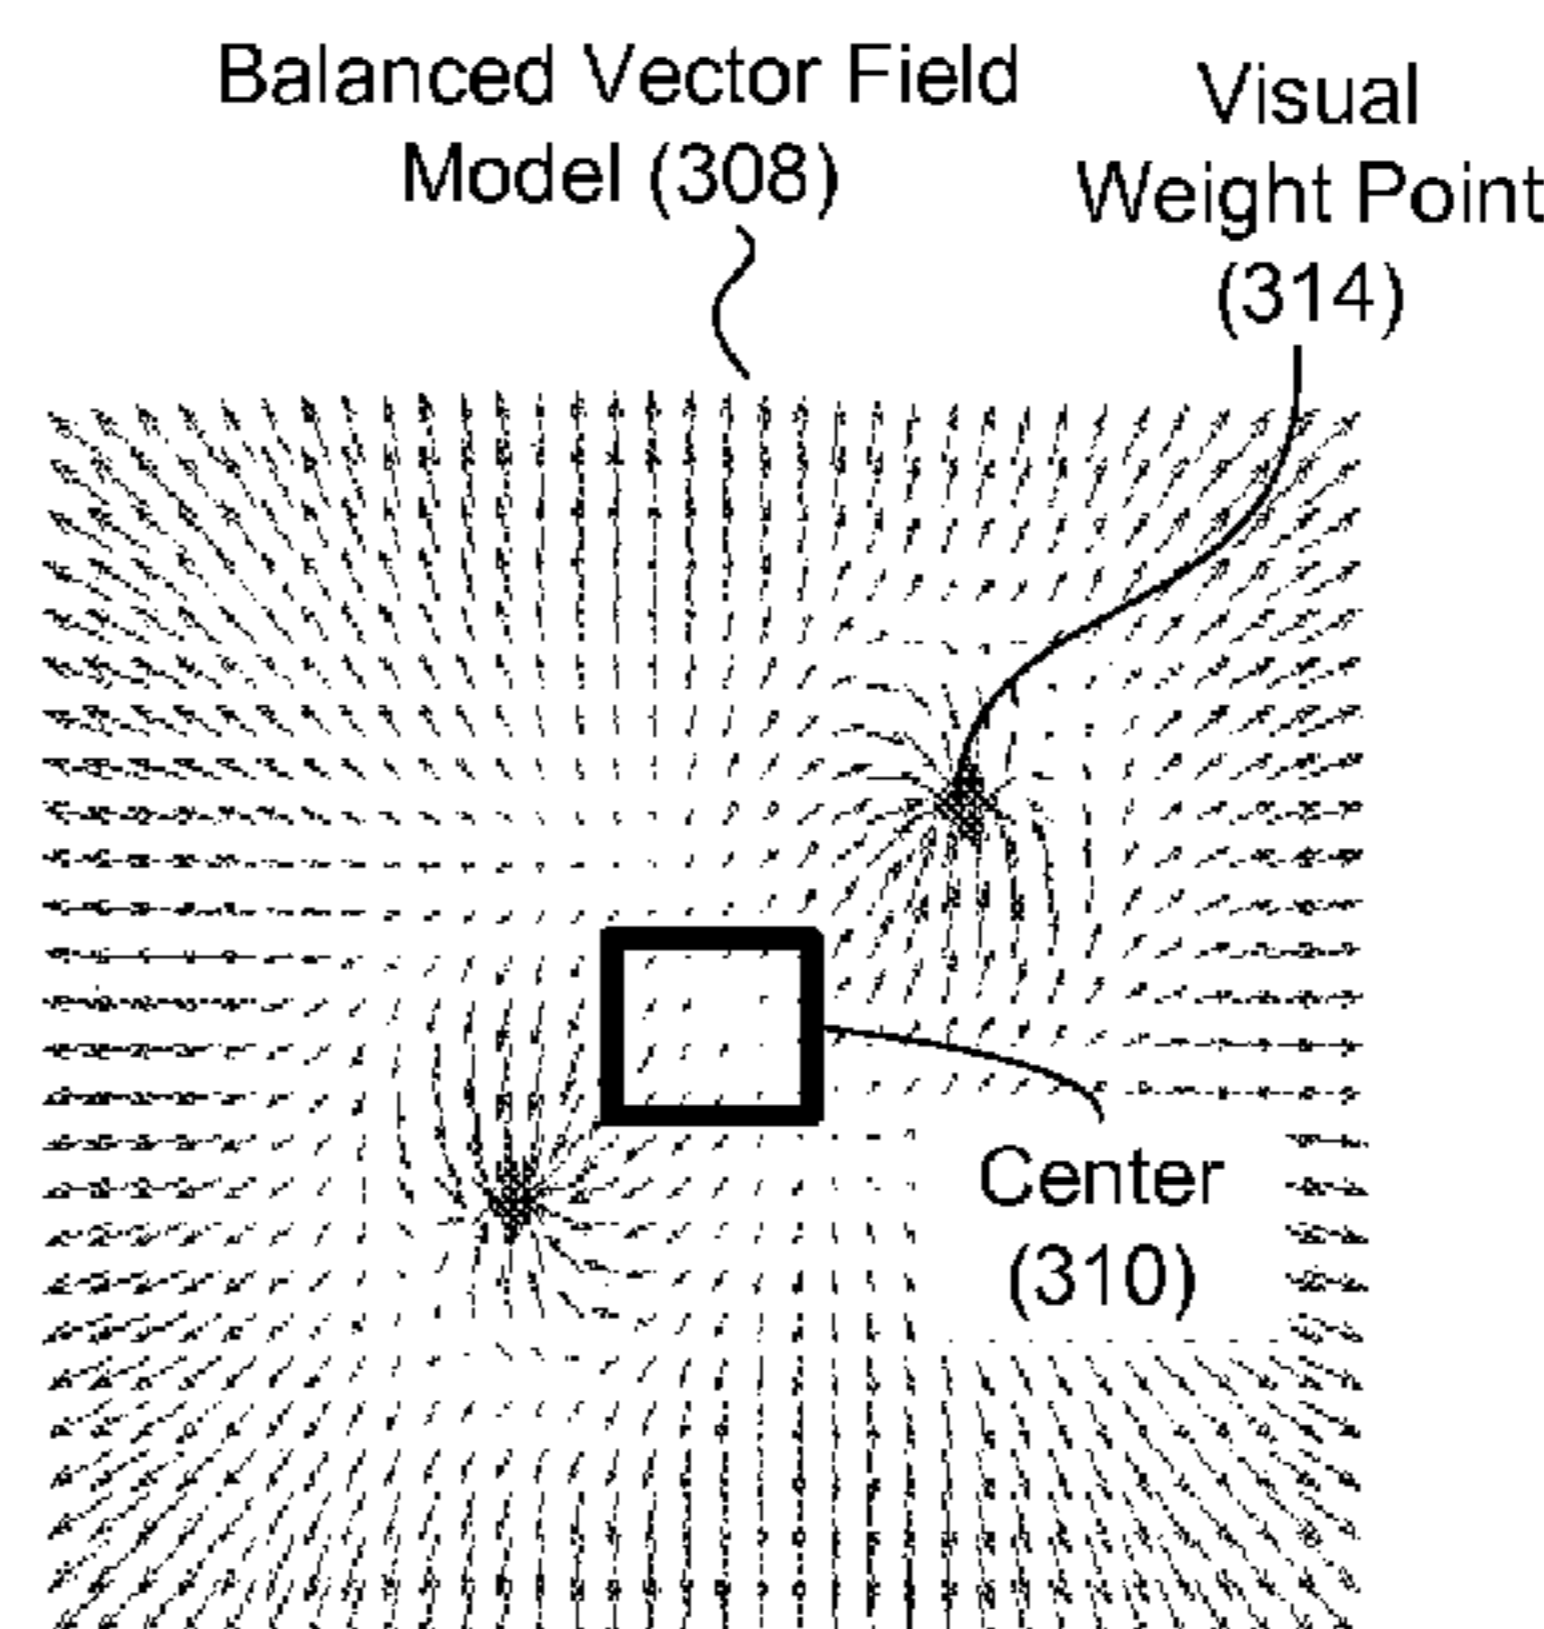 Balanced Vector Field
Model (308)
Visual
Weight Point
(314)
Center
(310)